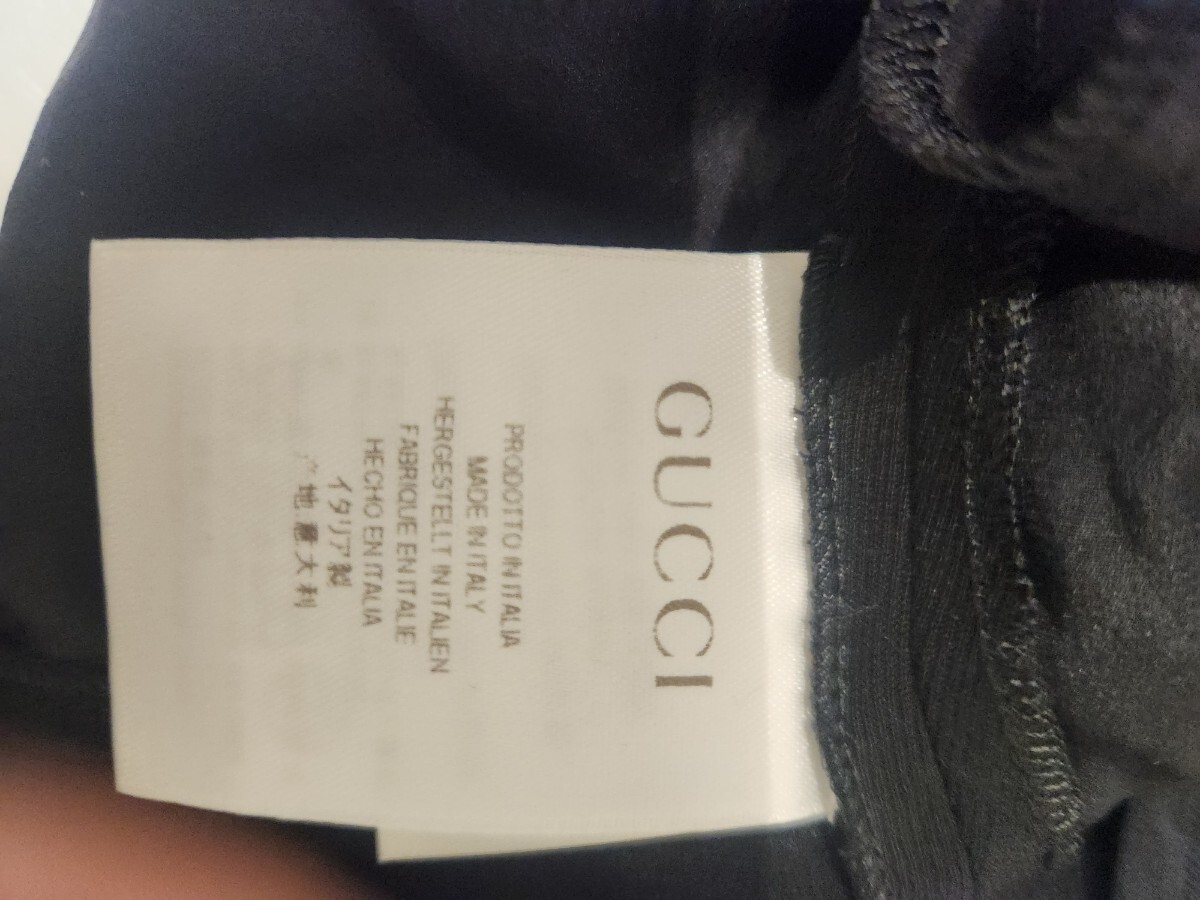 GUCCI
PRODOTTO IN ITALIA
MADE IN ITALY
HERGESTELLT IN ITALIEN
FABRIQUE EN ITALIE
HECHO EN ITALIA
イタリア製
产地:意大利